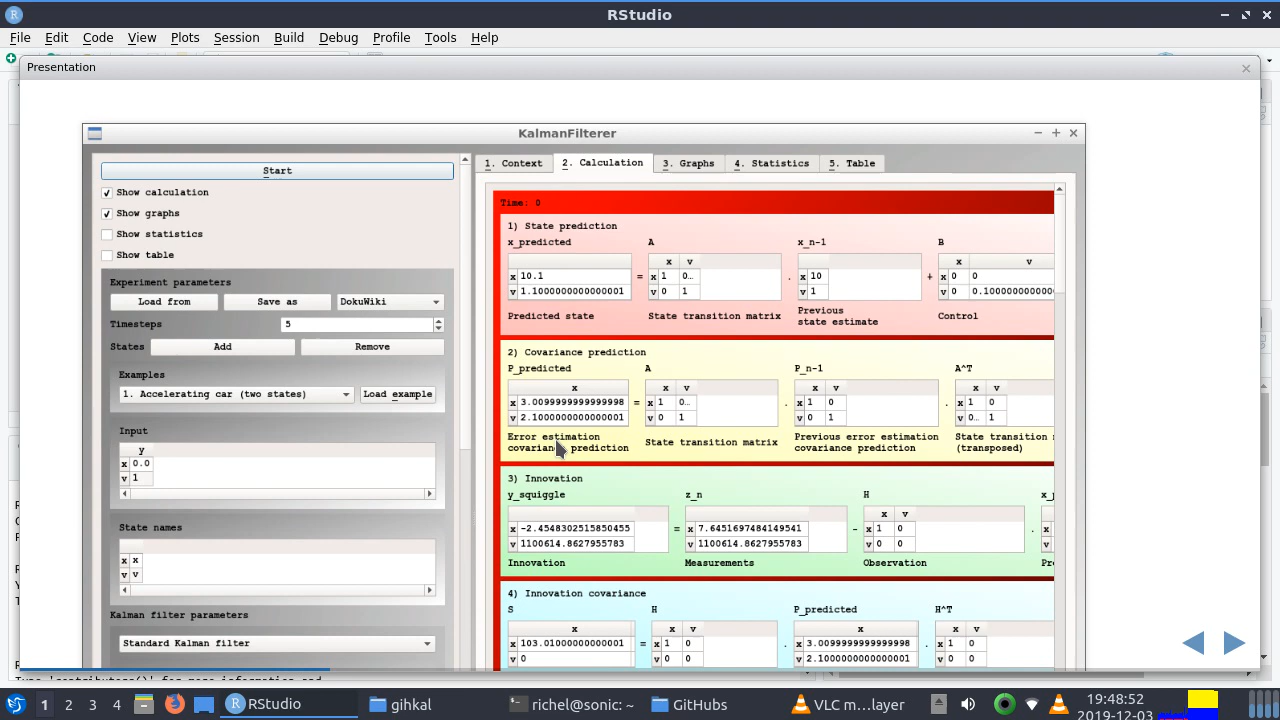 RStudio
File Edit Code View Plots Session Build Debug Profile Tools Help
Presentation
KalmanFilterer
Start
Show calculation
Show graphs
Show statistics
Show table
Experiment parameters
Load from Save as DokuWiki
Timesteps 5
States Add Remove
Examples
1. Accelerating car (two states) Load example
Input
y
x 0.0
v 1
State names
x x
v v
Kalman filter parameters
Standard Kalman filter
1. Context 2. Calculation 3. Graphs 4. Statistics 5. Table
Time: 0
1) State prediction
x_predicted A x_n-1 B
x v x v
x 10.1 = x 1 0… . x 10 + x 0 0
v 1.1000000000000001 v 0 1 v 1 v 0 0.100000000000
Predicted state State transition matrix Previous state estimate Control
2) Covariance prediction
P_predicted A P_n-1 A^T
x x v x v x v
x 3.0099999999999998 = x 1 0… . x 1 0 . x 1 0
v 2.1000000000000001 v 0 1 v 0 1 v 0… 1
Error estimation covariance prediction State transition matrix Previous error estimation covariance prediction State transition (transposed)
3) Innovation
y_squiggle z_n H
x v
x -2.4548302515850455 = x 7.6451697484149541 - x 1 0 .
v 1100614.8627955783 v 1100614.8627955783 v 0 0
Innovation Measurements Observation
4) Innovation covariance
S H P_predicted H^T
x x v x x v
x 103.01000000000001 = x 1 0 . x 3.0099999999999998 . x 1 0
v 0 v 0 0 v 2.1000000000000001 v 0 0
1 2 3 4 RStudio gihkal richel@sonic: ~ GitHubs VLC m…layer 19:48:52
2019-12-03